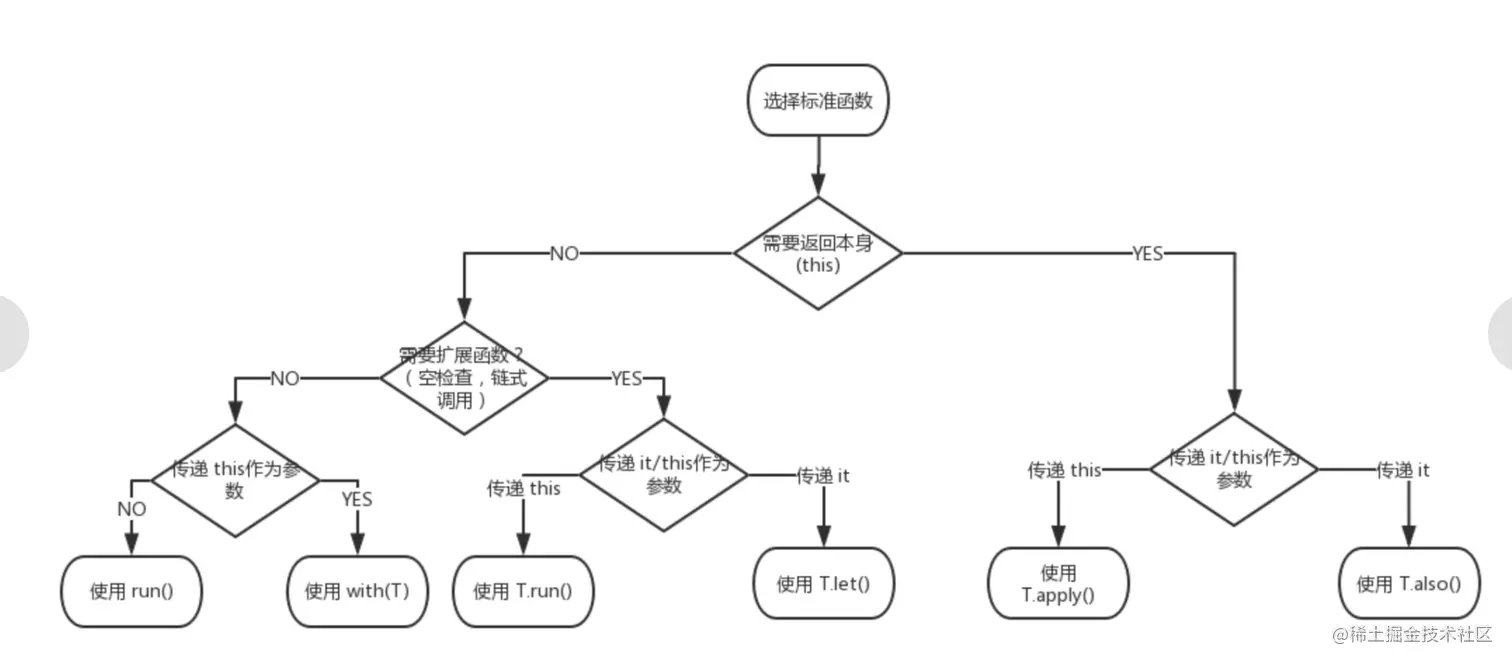 选择标准函数
需要返回本身
(this)
NO
YES
需要扩展函数？
（空检查，链式
调用）
NO
YES
传递 this作为参
数
传递 it/this作为
参数
传递 it/this作为
参数
NO
YES
传递 this
传递 it
传递 this
传递 it
使用 run()
使用 with(T)
使用 T.run()
使用 T.let()
使用
T.apply()
使用 T.also()
@稀土掘金技术社区